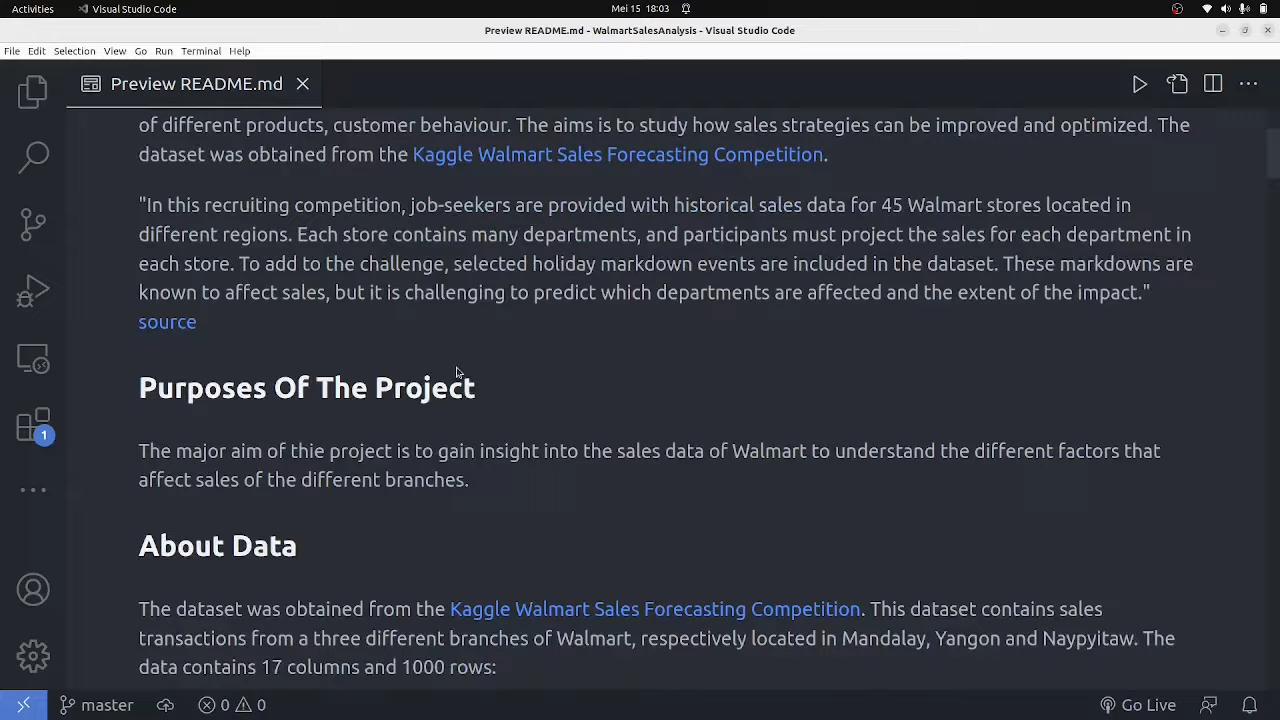 Activities
Visual Studio Code
Mei 15 18:03
Preview README.md - WalmartSalesAnalysis - Visual Studio Code
File Edit Selection View Go Run Terminal Help
Preview README.md
of different products, customer behaviour. The aims is to study how sales strategies can be improved and optimized. The
dataset was obtained from the Kaggle Walmart Sales Forecasting Competition.
"In this recruiting competition, job-seekers are provided with historical sales data for 45 Walmart stores located in
different regions. Each store contains many departments, and participants must project the sales for each department in
each store. To add to the challenge, selected holiday markdown events are included in the dataset. These markdowns are
known to affect sales, but it is challenging to predict which departments are affected and the extent of the impact."
source
Purposes Of The Project
The major aim of thie project is to gain insight into the sales data of Walmart to understand the different factors that
affect sales of the different branches.
About Data
The dataset was obtained from the Kaggle Walmart Sales Forecasting Competition. This dataset contains sales
transactions from a three different branches of Walmart, respectively located in Mandalay, Yangon and Naypyitaw. The
data contains 17 columns and 1000 rows:
1
master
0 0
Go Live